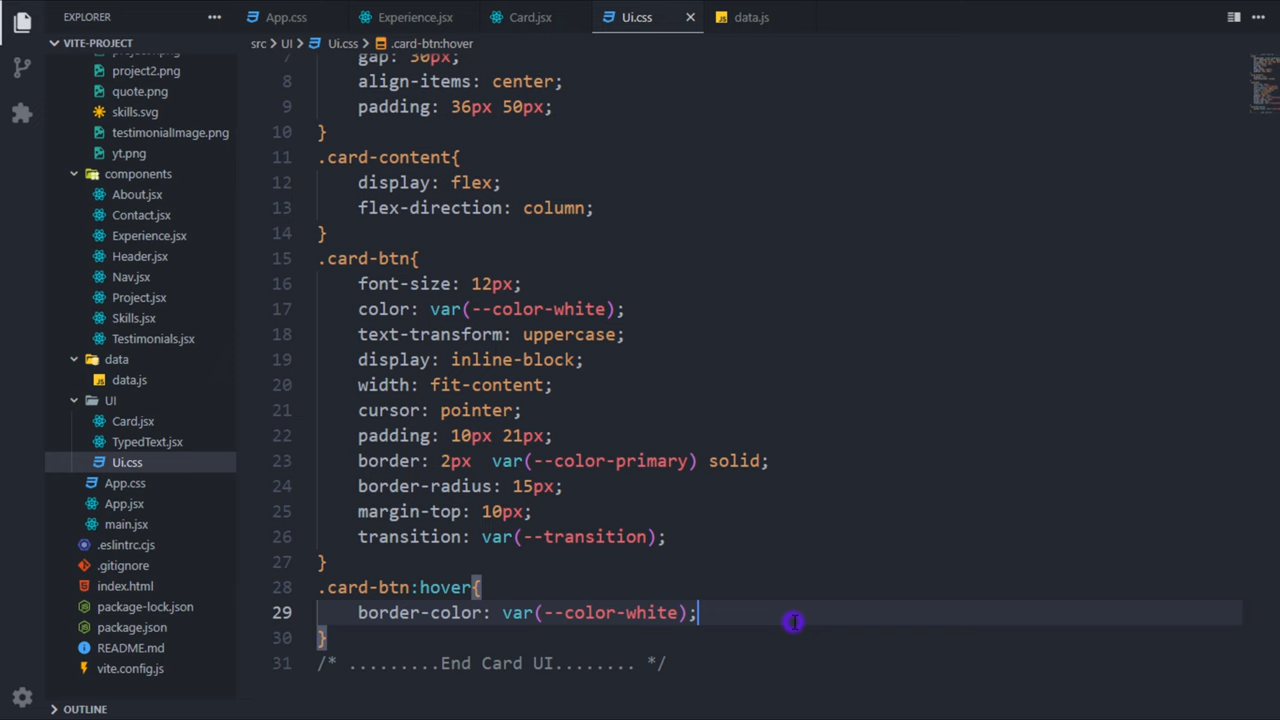 EXPLORER
App.css
Experience.jsx
Card.jsx
Ui.css
data.js
VITE-PROJECT
src > UI > Ui.css > .card-btn:hover
project2.png
quote.png
skills.svg
testimonialImage.png
yt.png
components
About.jsx
Contact.jsx
Experience.jsx
Header.jsx
Nav.jsx
Project.jsx
Skills.jsx
Testimonials.jsx
data
data.js
UI
Card.jsx
TypedText.jsx
Ui.css
App.css
App.jsx
main.jsx
.eslintrc.cjs
.gitignore
index.html
package-lock.json
package.json
README.md
vite.config.js
OUTLINE
7 gap: 30px;
8 align-items: center;
9 padding: 36px 50px;
10 }
11 .card-content{
12 display: flex;
13 flex-direction: column;
14 }
15 .card-btn{
16 font-size: 12px;
17 color: var(--color-white);
18 text-transform: uppercase;
19 display: inline-block;
20 width: fit-content;
21 cursor: pointer;
22 padding: 10px 21px;
23 border: 2px  var(--color-primary) solid;
24 border-radius: 15px;
25 margin-top: 10px;
26 transition: var(--transition);
27 }
28 .card-btn:hover{
29 border-color: var(--color-white);
30 }
31 /* .........End Card UI........ */